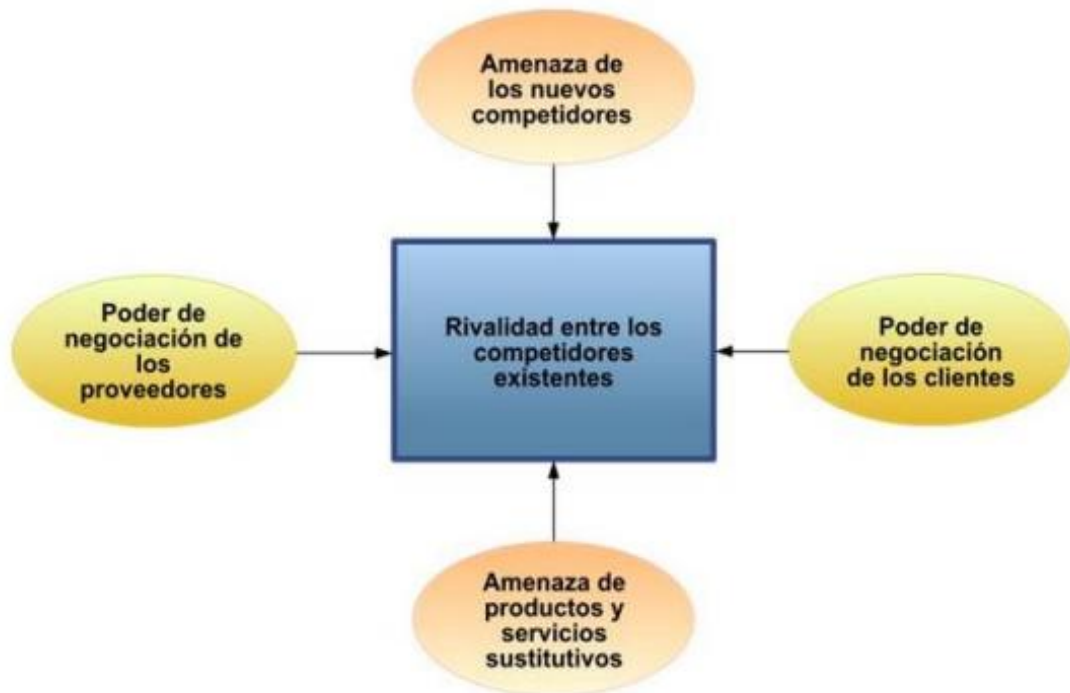 Amenaza de
los nuevos
competidores
Poder de
negociación de
los
proveedores
Rivalidad entre los
competidores
existentes
Poder de
negociación
de los clientes
Amenaza de
productos y
servicios
sustitutivos